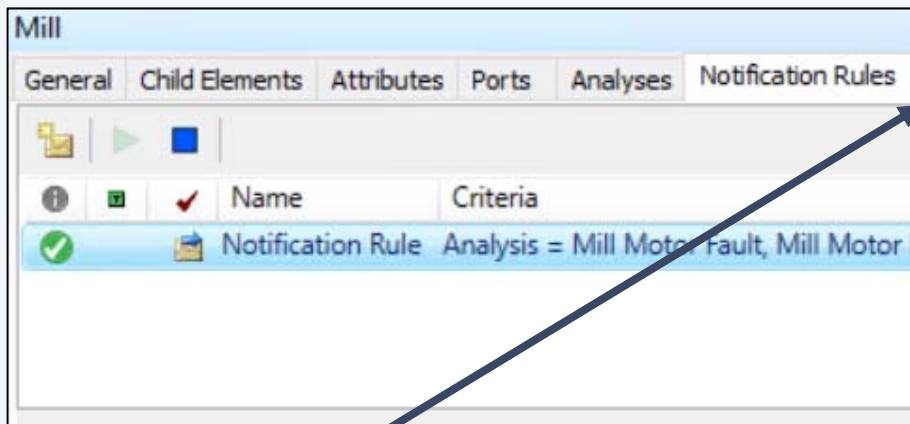 Mill
General Child Elements Attributes Ports Analyses Notification Rules
Name Criteria
Notification Rule Analysis = Mill Motor Fault, Mill Motor